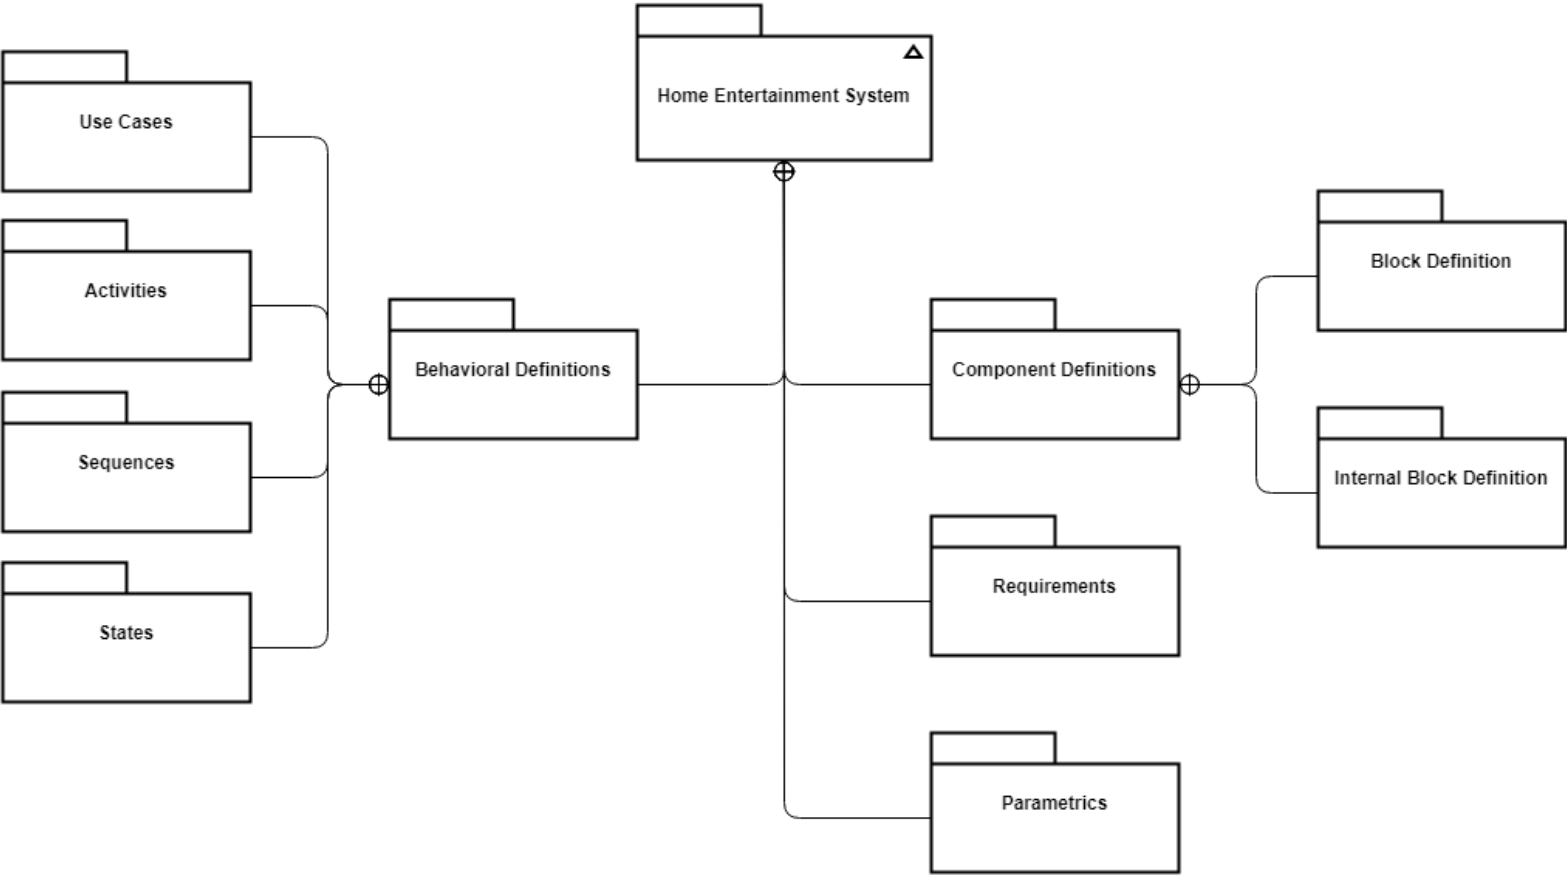 Home Entertainment System
Use Cases
Activities
Sequences
States
Behavioral Definitions
Component Definitions
Requirements
Parametrics
Block Definition
Internal Block Definition